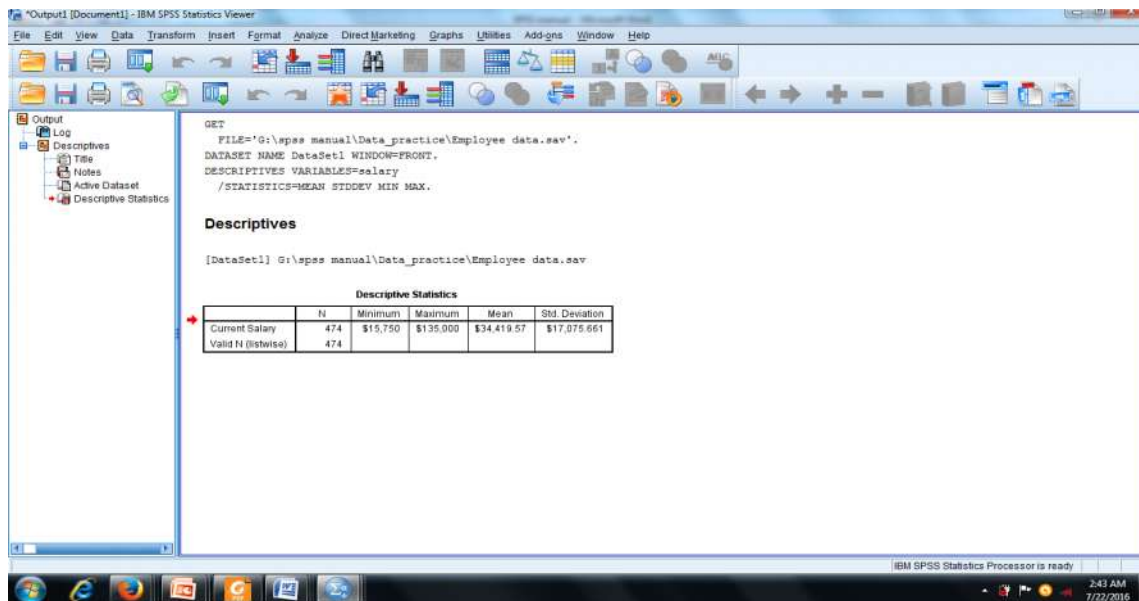 *Output1 [Document1] - IBM SPSS Statistics Viewer
File Edit View Data Transform Insert Format Analyze Direct Marketing Graphs Utilities Add-ons Window Help
Output
Log
Descriptives
Title
Notes
Active Dataset
Descriptive Statistics
GET
FILE='G:\spss manual\Data_practice\Employee data.sav'.
DATASET NAME DataSet1 WINDOW=FRONT.
DESCRIPTIVES VARIABLES=salary
/STATISTICS=MEAN STDDEV MIN MAX.
Descriptives
[DataSet1] G:\spss manual\Data_practice\Employee data.sav
Descriptive Statistics
N Minimum Maximum Mean Std. Deviation
Current Salary 474 $15,750 $135,000 $34,419.57 $17,075.661
Valid N (listwise) 474
IBM SPSS Statistics Processor is ready
2:43 AM
7/22/2016